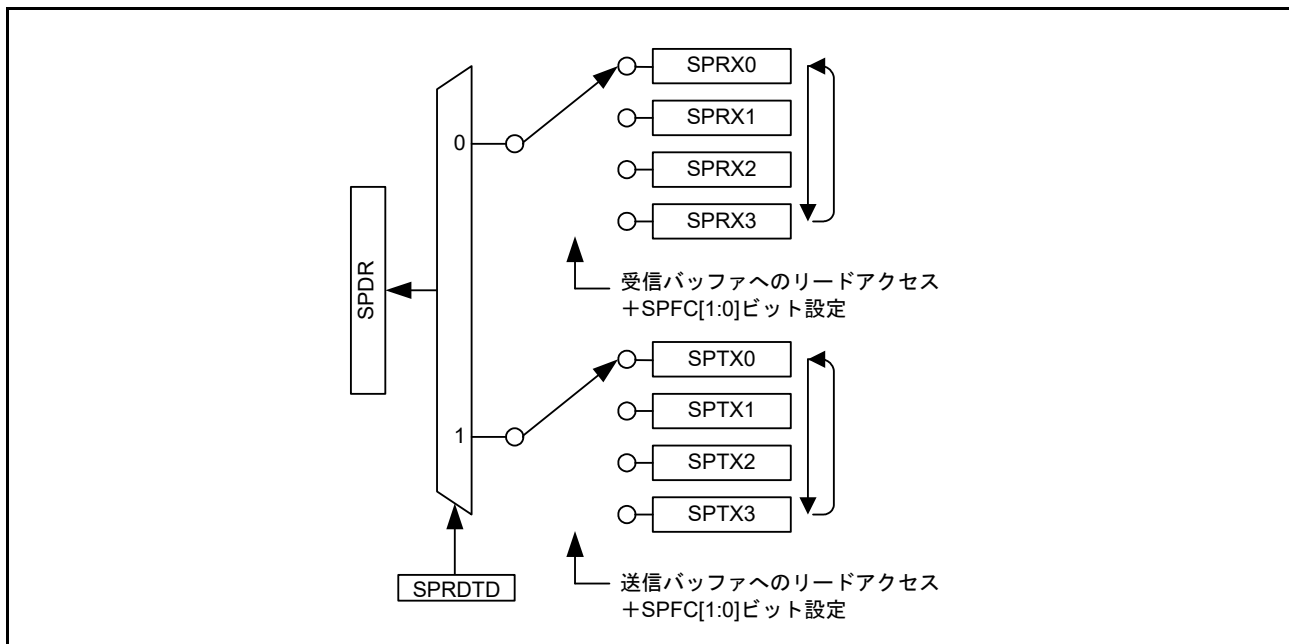 SPRX0
SPRX1
0
SPRX2
SPRX3
SPDR
受信バッファへのリードアクセス
+SPFC[1:0]ビット設定
SPTX0
SPTX1
1
SPTX2
SPTX3
SPRDTD
送信バッファへのリードアクセス
+SPFC[1:0]ビット設定